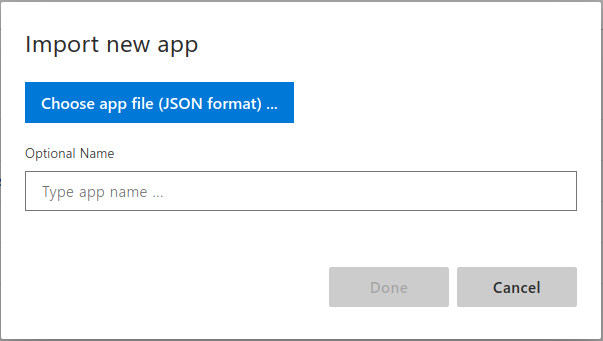 Import new app
Choose app file (JSON format) ...
Optional Name
Type app name ...
Done
Cancel